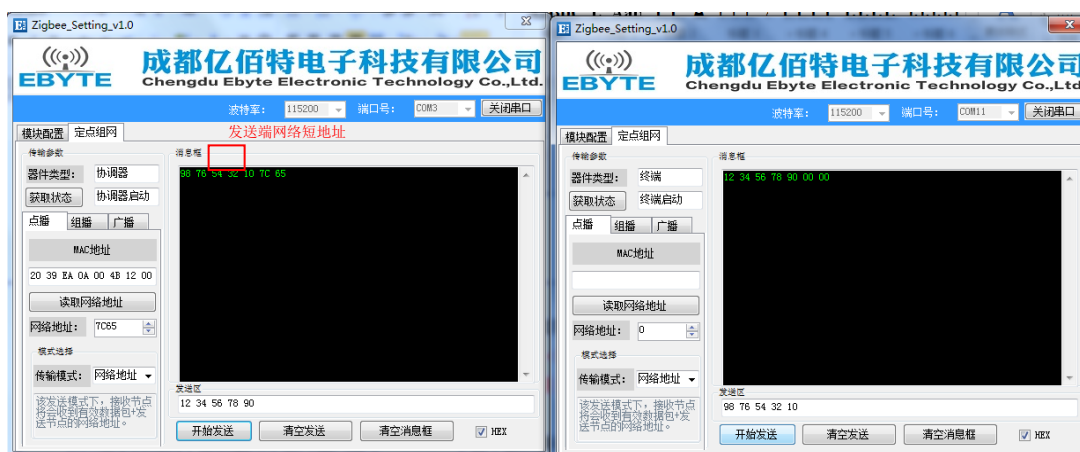 Zigbee_Setting_v1.0
EBYTE
成都亿佰特电子科技有限公司
Chengdu Ebyte Electronic Technology Co.,Ltd.
波特率: 115200 端口号: COM3 关闭串口
模块配置 定点组网
发送端网络短地址
传输参数
器件类型: 协调器
获取状态 协调器启动
点播 组播 广播
MAC地址
20 39 EA 0A 00 4B 12 00
读取网络地址
网络地址: 7C65
模式选择
传输模式: 网络地址
该发送模式下，接收节点
将会收到有效数据包+发
送节点的网络地址。
消息框
98 76 54 32 10 7C 65
发送区
12 34 56 78 90
开始发送 清空发送 清空消息框 HEX
Zigbee_Setting_v1.0
EBYTE
成都亿佰特电子科技有限公司
Chengdu Ebyte Electronic Technology Co.,Ltd
波特率: 115200 端口号: COM11 关闭串口
模块配置 定点组网
传输参数
器件类型: 终端
获取状态 终端启动
点播 组播 广播
MAC地址
读取网络地址
网络地址: 0
模式选择
传输模式: 网络地址
该发送模式下，接收节点
将会收到有效数据包+发
送节点的网络地址。
消息框
12 34 56 78 90 00 00
发送区
98 76 54 32 10
开始发送 清空发送 清空消息框 HEX